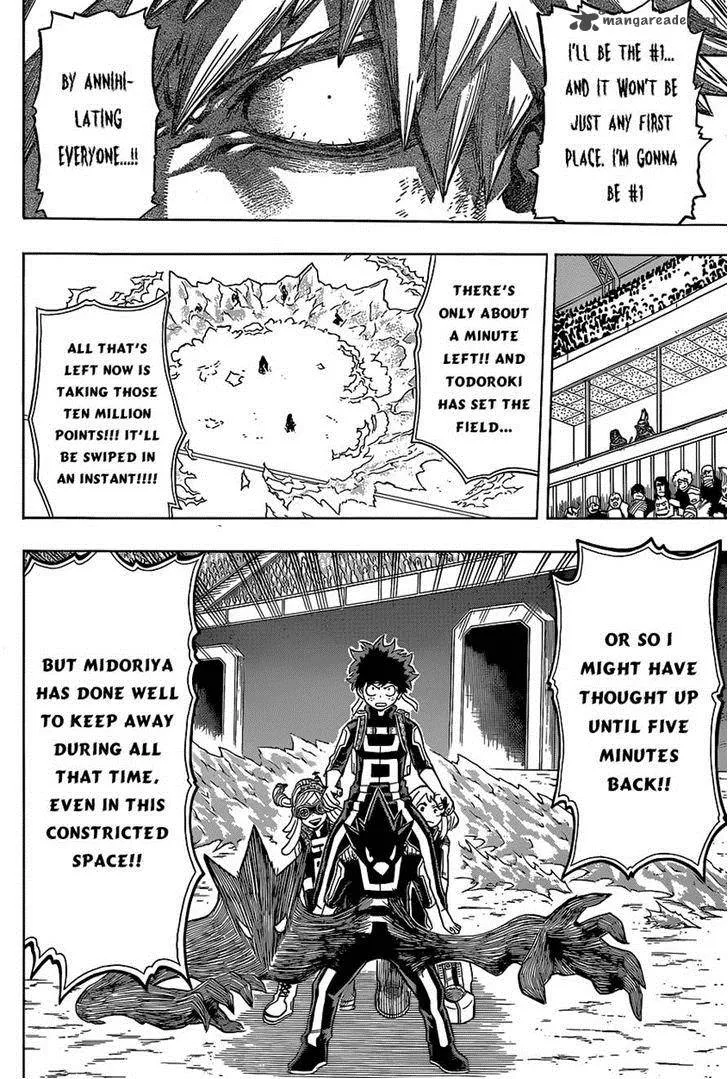 mangareade
I'LL BE THE #1...
AND IT WON'T BE
JUST ANY FIRST
PLACE. I'M GONNA
BE #1
BY ANNIHI-
LATING
EVERYONE...!!
THERE'S
ONLY ABOUT
A MINUTE
LEFT!! AND
TODOROKI
HAS SET THE
FIELD...
ALL THAT'S
LEFT NOW IS
TAKING THOSE
TEN MILLION
POINTS!!! IT'LL
BE SWIPED IN
AN INSTANT!!!!
OR SO I
MIGHT HAVE
THOUGHT UP
UNTIL FIVE
MINUTES
BACK!!
BUT MIDORIYA
HAS DONE WELL
TO KEEP AWAY
DURING ALL
THAT TIME,
EVEN IN THIS
CONSTRICTED
SPACE!!